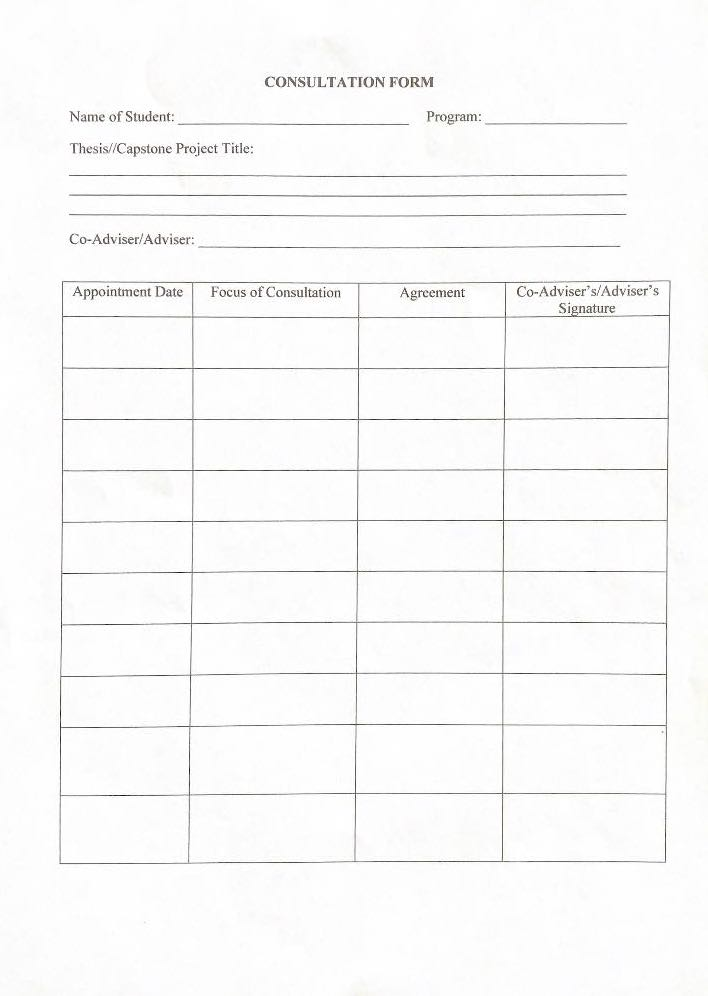 CONSULTATION FORM
Name of Student: Program:
Thesis//Capstone Project Title:
Co-Adviser/Adviser:
Appointment Date Focus of Consultation Agreement Co-Adviser's/Adviser's
Signature